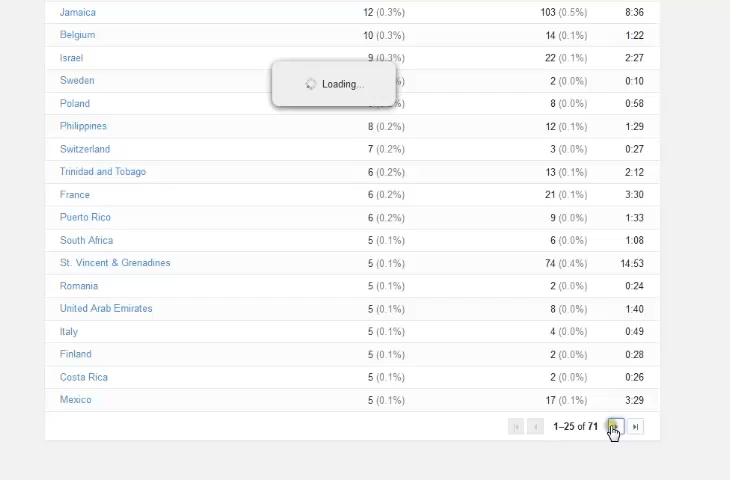 Jamaica 12 (0.3%) 103 (0.5%) 8:36
Belgium 10 (0.3%) 14 (0.1%) 1:22
Israel 9 (0.3%) 22 (0.1%) 2:27
Sweden 2 (0.0%) 0:10
Loading...
Poland 8 (0.0%) 0:58
Philippines 8 (0.2%) 12 (0.1%) 1:29
Switzerland 7 (0.2%) 3 (0.0%) 0:27
Trinidad and Tobago 6 (0.2%) 13 (0.1%) 2:12
France 6 (0.2%) 21 (0.1%) 3:30
Puerto Rico 6 (0.2%) 9 (0.0%) 1:33
South Africa 5 (0.1%) 6 (0.0%) 1:08
St. Vincent & Grenadines 5 (0.1%) 74 (0.4%) 14:53
Romania 5 (0.1%) 2 (0.0%) 0:24
United Arab Emirates 5 (0.1%) 8 (0.0%) 1:40
Italy 5 (0.1%) 4 (0.0%) 0:49
Finland 5 (0.1%) 2 (0.0%) 0:28
Costa Rica 5 (0.1%) 2 (0.0%) 0:26
Mexico 5 (0.1%) 17 (0.1%) 3:29
1–25 of 71